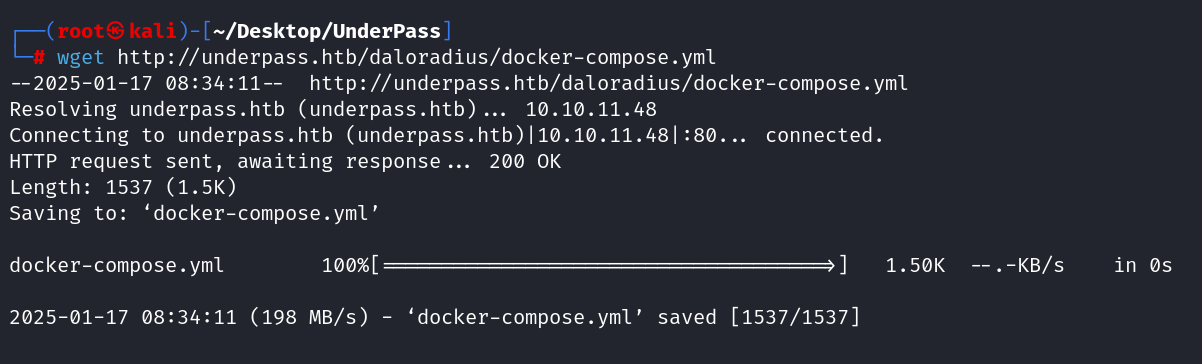 ┌──(root㉿kali)-[~/Desktop/UnderPass]
└─# wget http://underpass.htb/daloradius/docker-compose.yml
--2025-01-17 08:34:11--  http://underpass.htb/daloradius/docker-compose.yml
Resolving underpass.htb (underpass.htb)... 10.10.11.48
Connecting to underpass.htb (underpass.htb)|10.10.11.48|:80... connected.
HTTP request sent, awaiting response... 200 OK
Length: 1537 (1.5K)
Saving to: ‘docker-compose.yml’
docker-compose.yml        100%[=====================================>]   1.50K  --.-KB/s    in 0s
2025-01-17 08:34:11 (198 MB/s) - ‘docker-compose.yml’ saved [1537/1537]